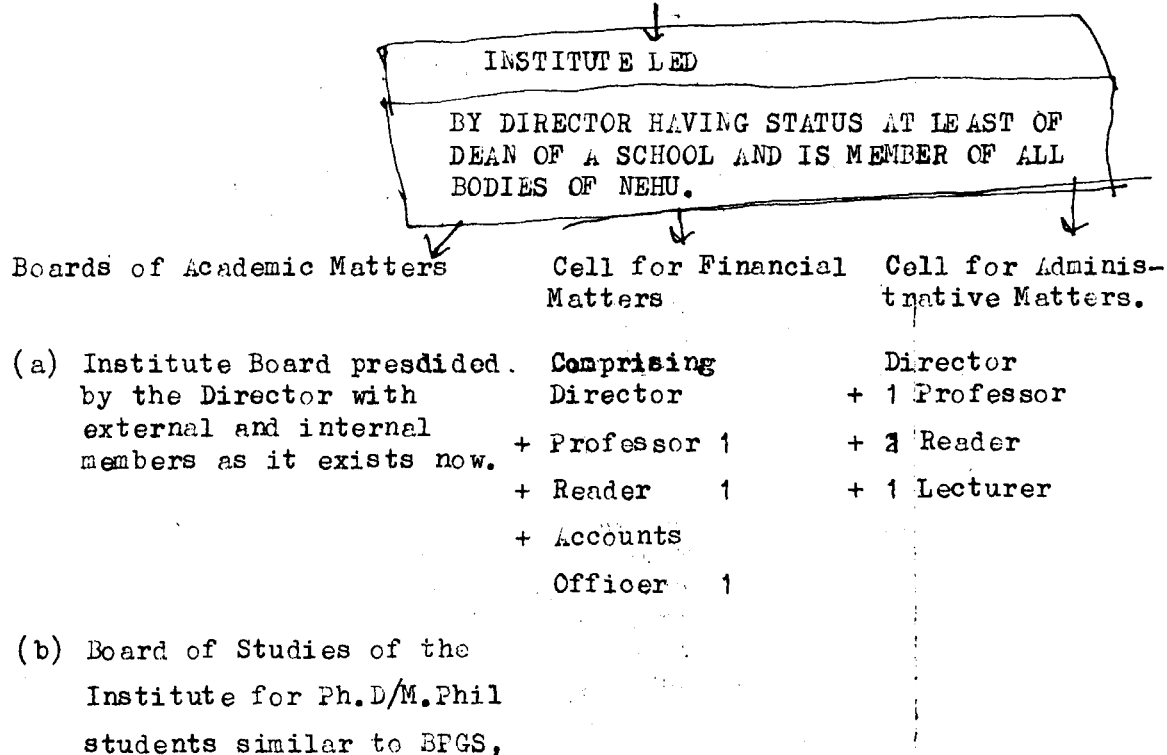 INSTITUTE LED
BY DIRECTOR HAVING STATUS AT LEAST OF
DEAN OF A SCHOOL AND IS MEMBER OF ALL
BODIES OF NEHU.
Boards of Academic Matters
Cell for Financial
Matters
Cell for Adminis-
trative Matters.
(a) Institute Board presdided.
by the Director with
external and internal
members as it exists now.
Comprising
Director
+ Professor 1
+ Reader 1
+ Accounts
Officer 1
Director
+ 1 Professor
+ Reader
+ 1 Lecturer
(b) Board of Studies of the
Institute for Ph.D/M.Phil
students similar to BPGS,